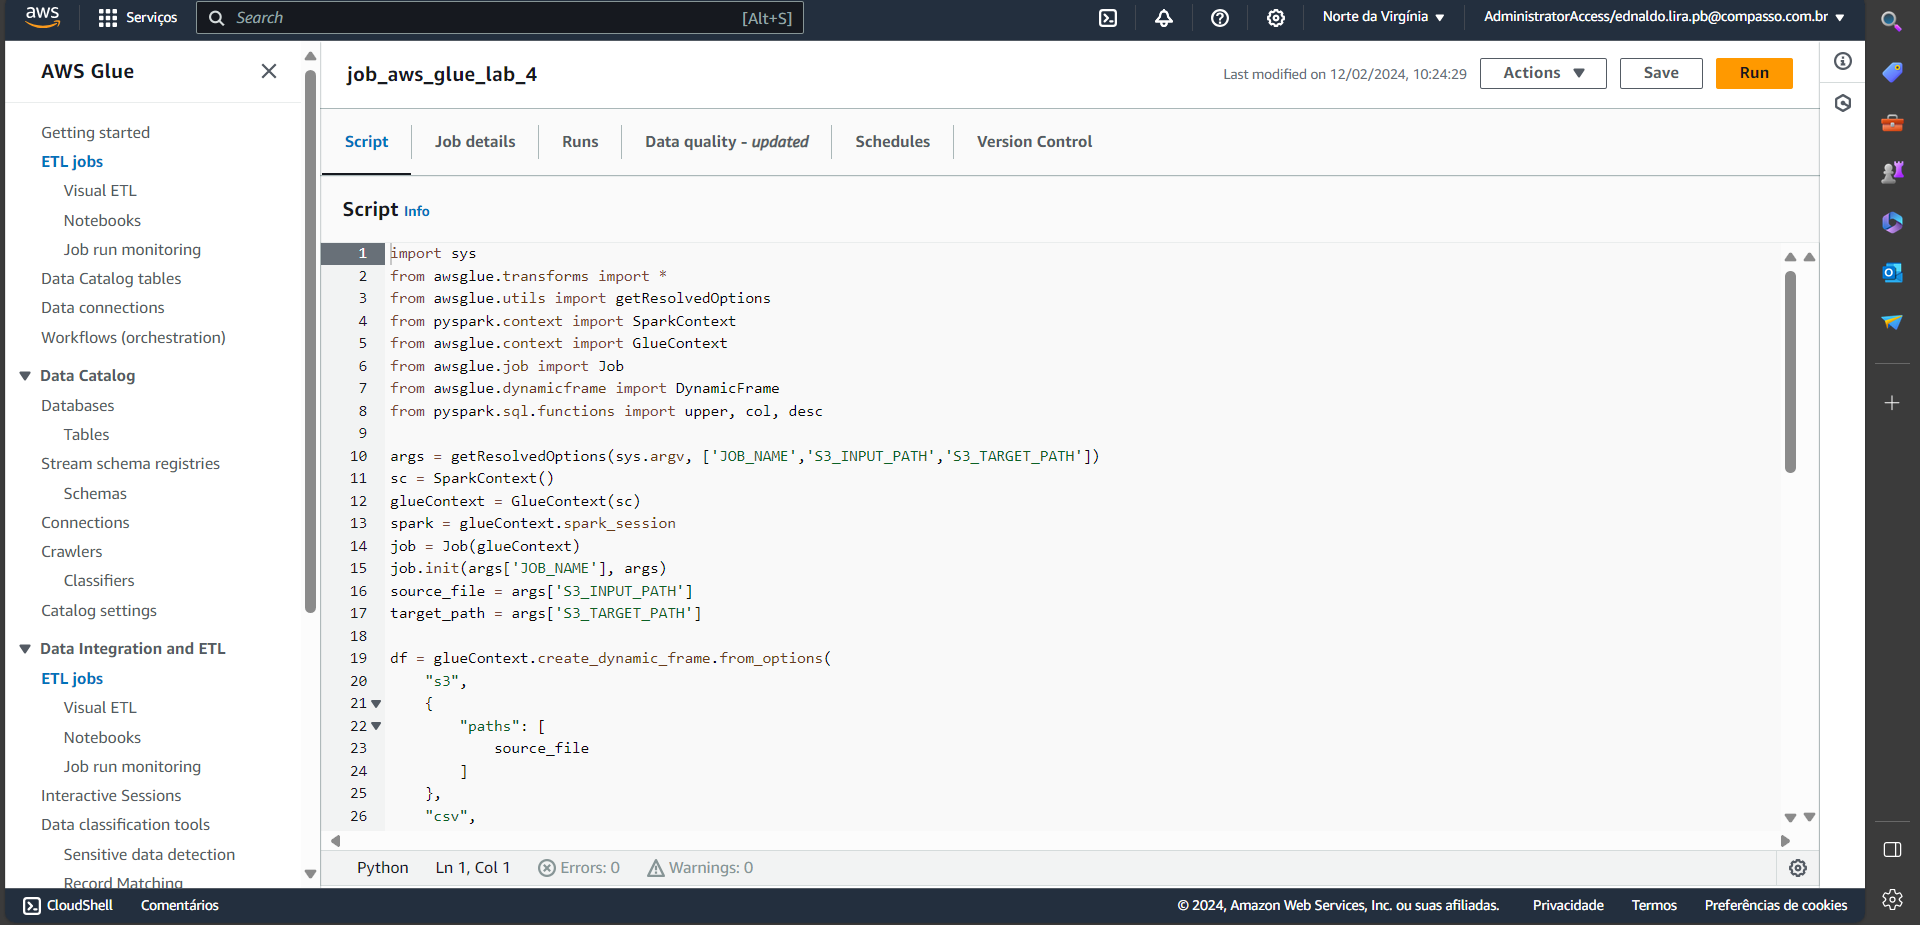 aws
Serviços
Search
[Alt+S]
Norte da Virgínia
AdministratorAccess/ednaldo.lira.pb@compasso.com.br
AWS Glue
Getting started
ETL jobs
Visual ETL
Notebooks
Job run monitoring
Data Catalog tables
Data connections
Workflows (orchestration)
Data Catalog
Databases
Tables
Stream schema registries
Schemas
Connections
Crawlers
Classifiers
Catalog settings
Data Integration and ETL
ETL jobs
Visual ETL
Notebooks
Job run monitoring
Interactive Sessions
Data classification tools
Sensitive data detection
Record Matching
job_aws_glue_lab_4
Last modified on 12/02/2024, 10:24:29
Actions
Save
Run
Script
Job details
Runs
Data quality - updated
Schedules
Version Control
Script Info
1 import sys
2 from awsglue.transforms import *
3 from awsglue.utils import getResolvedOptions
4 from pyspark.context import SparkContext
5 from awsglue.context import GlueContext
6 from awsglue.job import Job
7 from awsglue.dynamicframe import DynamicFrame
8 from pyspark.sql.functions import upper, col, desc
9
10 args = getResolvedOptions(sys.argv, ['JOB_NAME','S3_INPUT_PATH','S3_TARGET_PATH'])
11 sc = SparkContext()
12 glueContext = GlueContext(sc)
13 spark = glueContext.spark_session
14 job = Job(glueContext)
15 job.init(args['JOB_NAME'], args)
16 source_file = args['S3_INPUT_PATH']
17 target_path = args['S3_TARGET_PATH']
18
19 df = glueContext.create_dynamic_frame.from_options(
20 "s3",
21 {
22 "paths": [
23 source_file
24 ]
25 },
26 "csv",
Python
Ln 1, Col 1
Errors: 0
Warnings: 0
CloudShell
Comentários
© 2024, Amazon Web Services, Inc. ou suas afiliadas.
Privacidade
Termos
Preferências de cookies